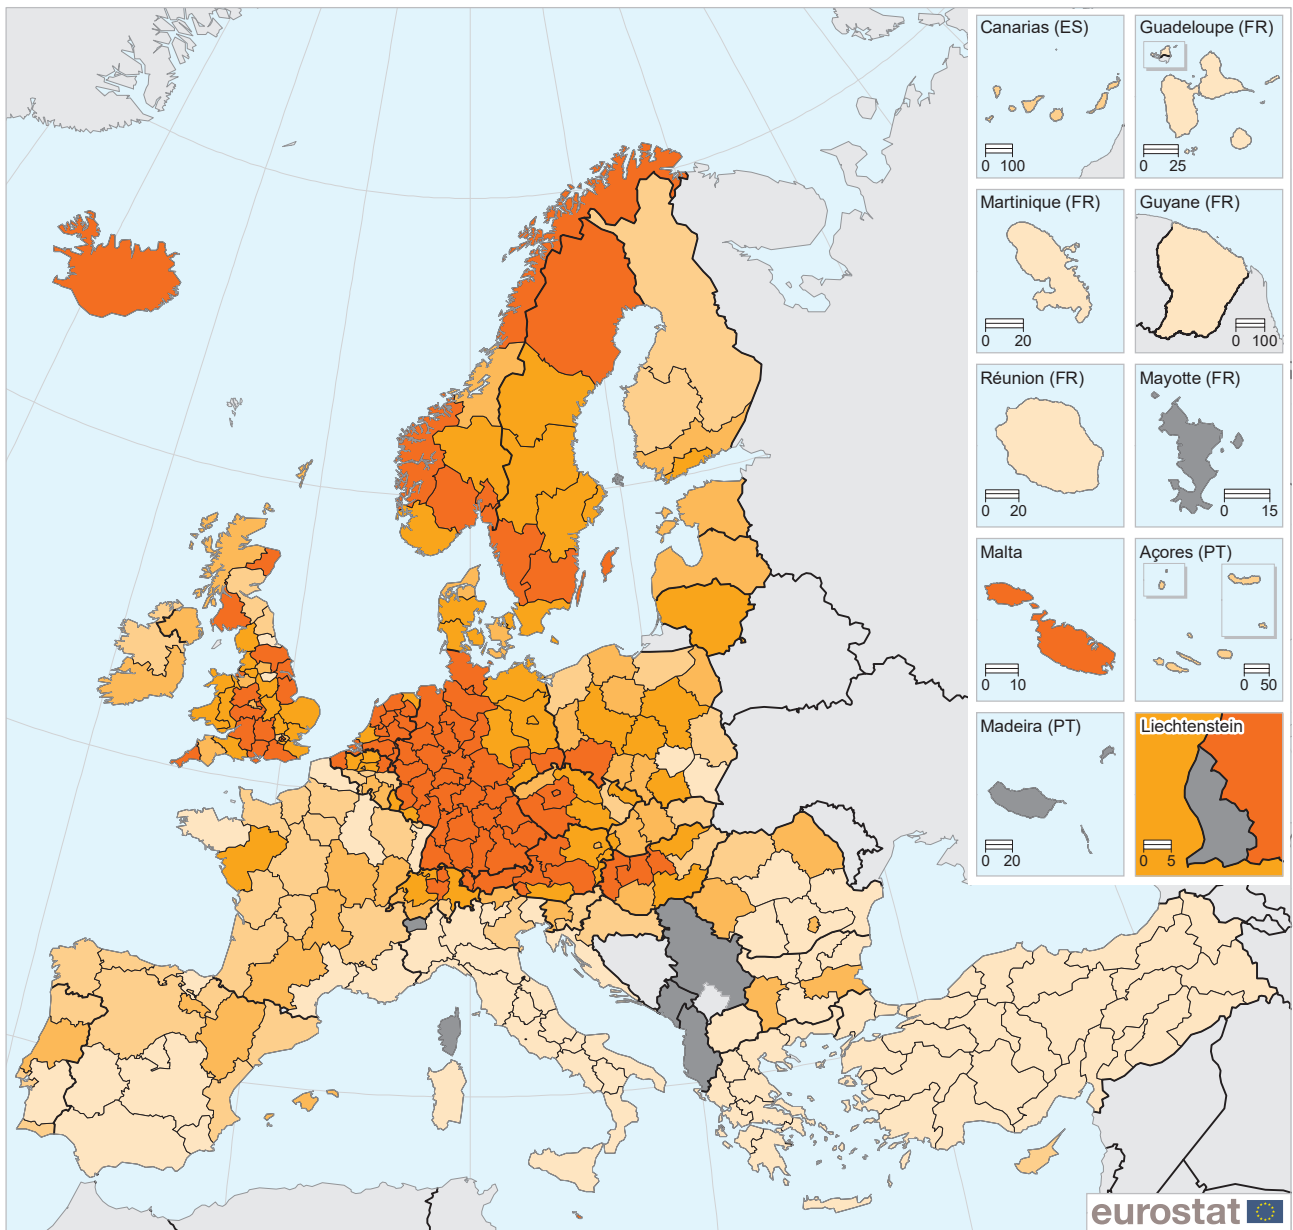 Canarias (ES)
0 100
Guadeloupe (FR)
0 25
Martinique (FR)
0 20
Guyane (FR)
0 100
Réunion (FR)
0 20
Mayotte (FR)
0 15
Malta
0 10
Açores (PT)
0 50
Madeira (PT)
0 20
Liechtenstein
0 5
eurostat